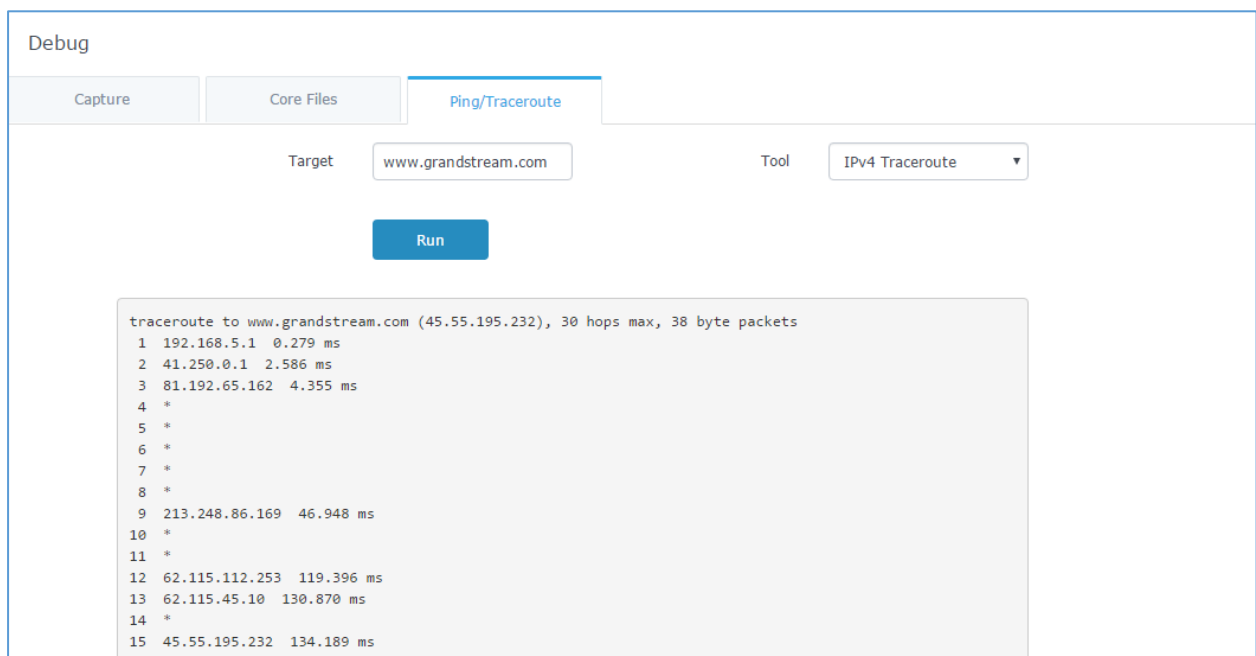 Debug
Capture Core Files Ping/Traceroute
Target www.grandstream.com Tool IPv4 Traceroute
Run
traceroute to www.grandstream.com (45.55.195.232), 30 hops max, 38 byte packets
1 192.168.5.1 0.279 ms
2 41.250.0.1 2.586 ms
3 81.192.65.162 4.355 ms
4 *
5 *
6 *
7 *
8 *
9 213.248.86.169 46.948 ms
10 *
11 *
12 62.115.112.253 119.396 ms
13 62.115.45.10 130.870 ms
14 *
15 45.55.195.232 134.189 ms